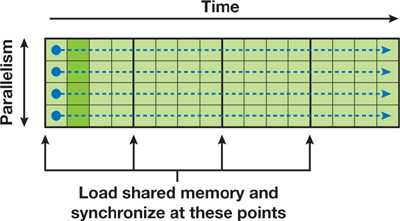 Time
Parallelism
Load shared memory and
synchronize at these points